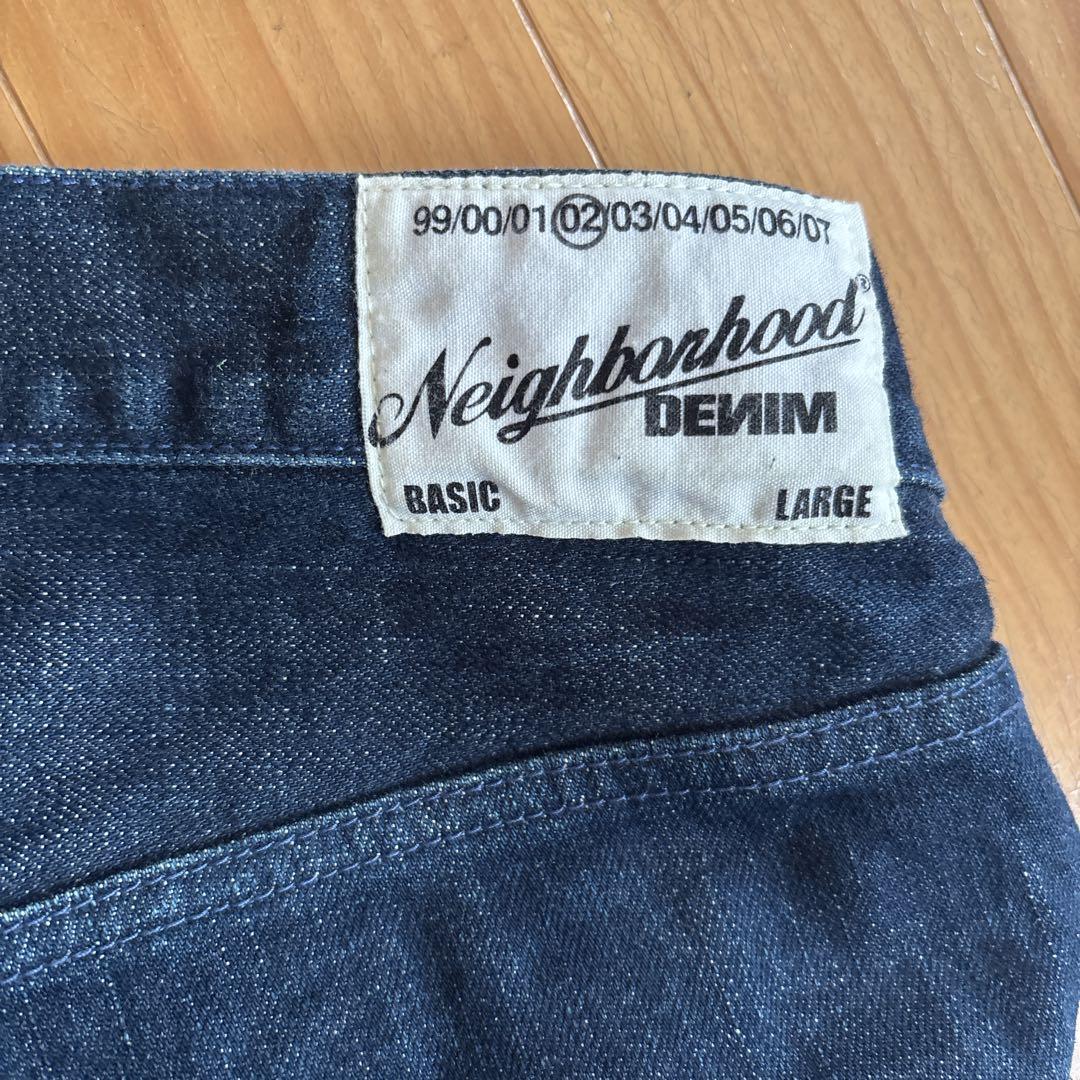 99/00/01/02/03/04/05/06/07
Neighborhood®
DENIM
BASIC LARGE